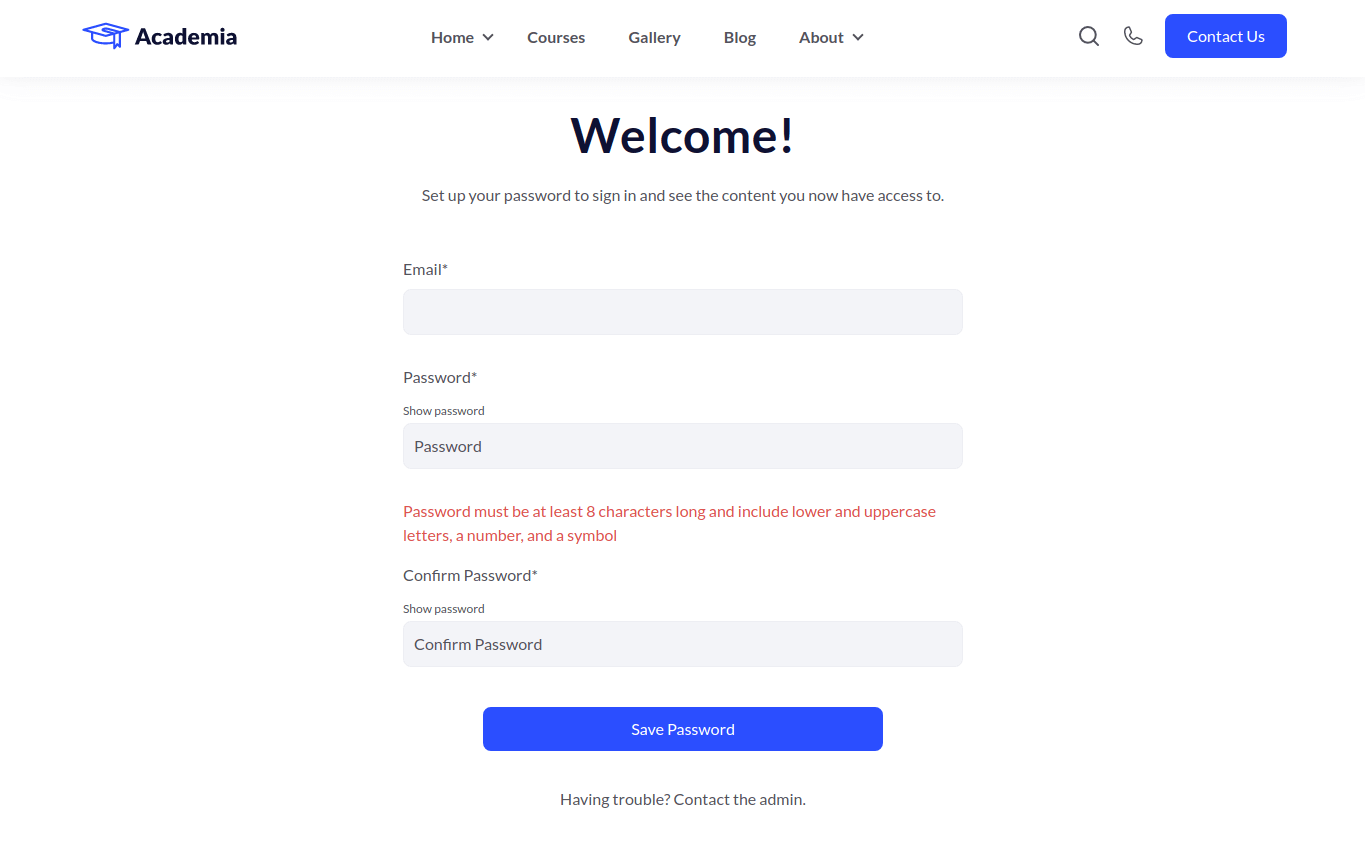 Academia
Home
Courses
Gallery
Blog
About
Contact Us
Welcome!
Set up your password to sign in and see the content you now have access to.
Email*
Password*
Show password
Password
Password must be at least 8 characters long and include lower and uppercase
letters, a number, and a symbol
Confirm Password*
Show password
Confirm Password
Save Password
Having trouble? Contact the admin.